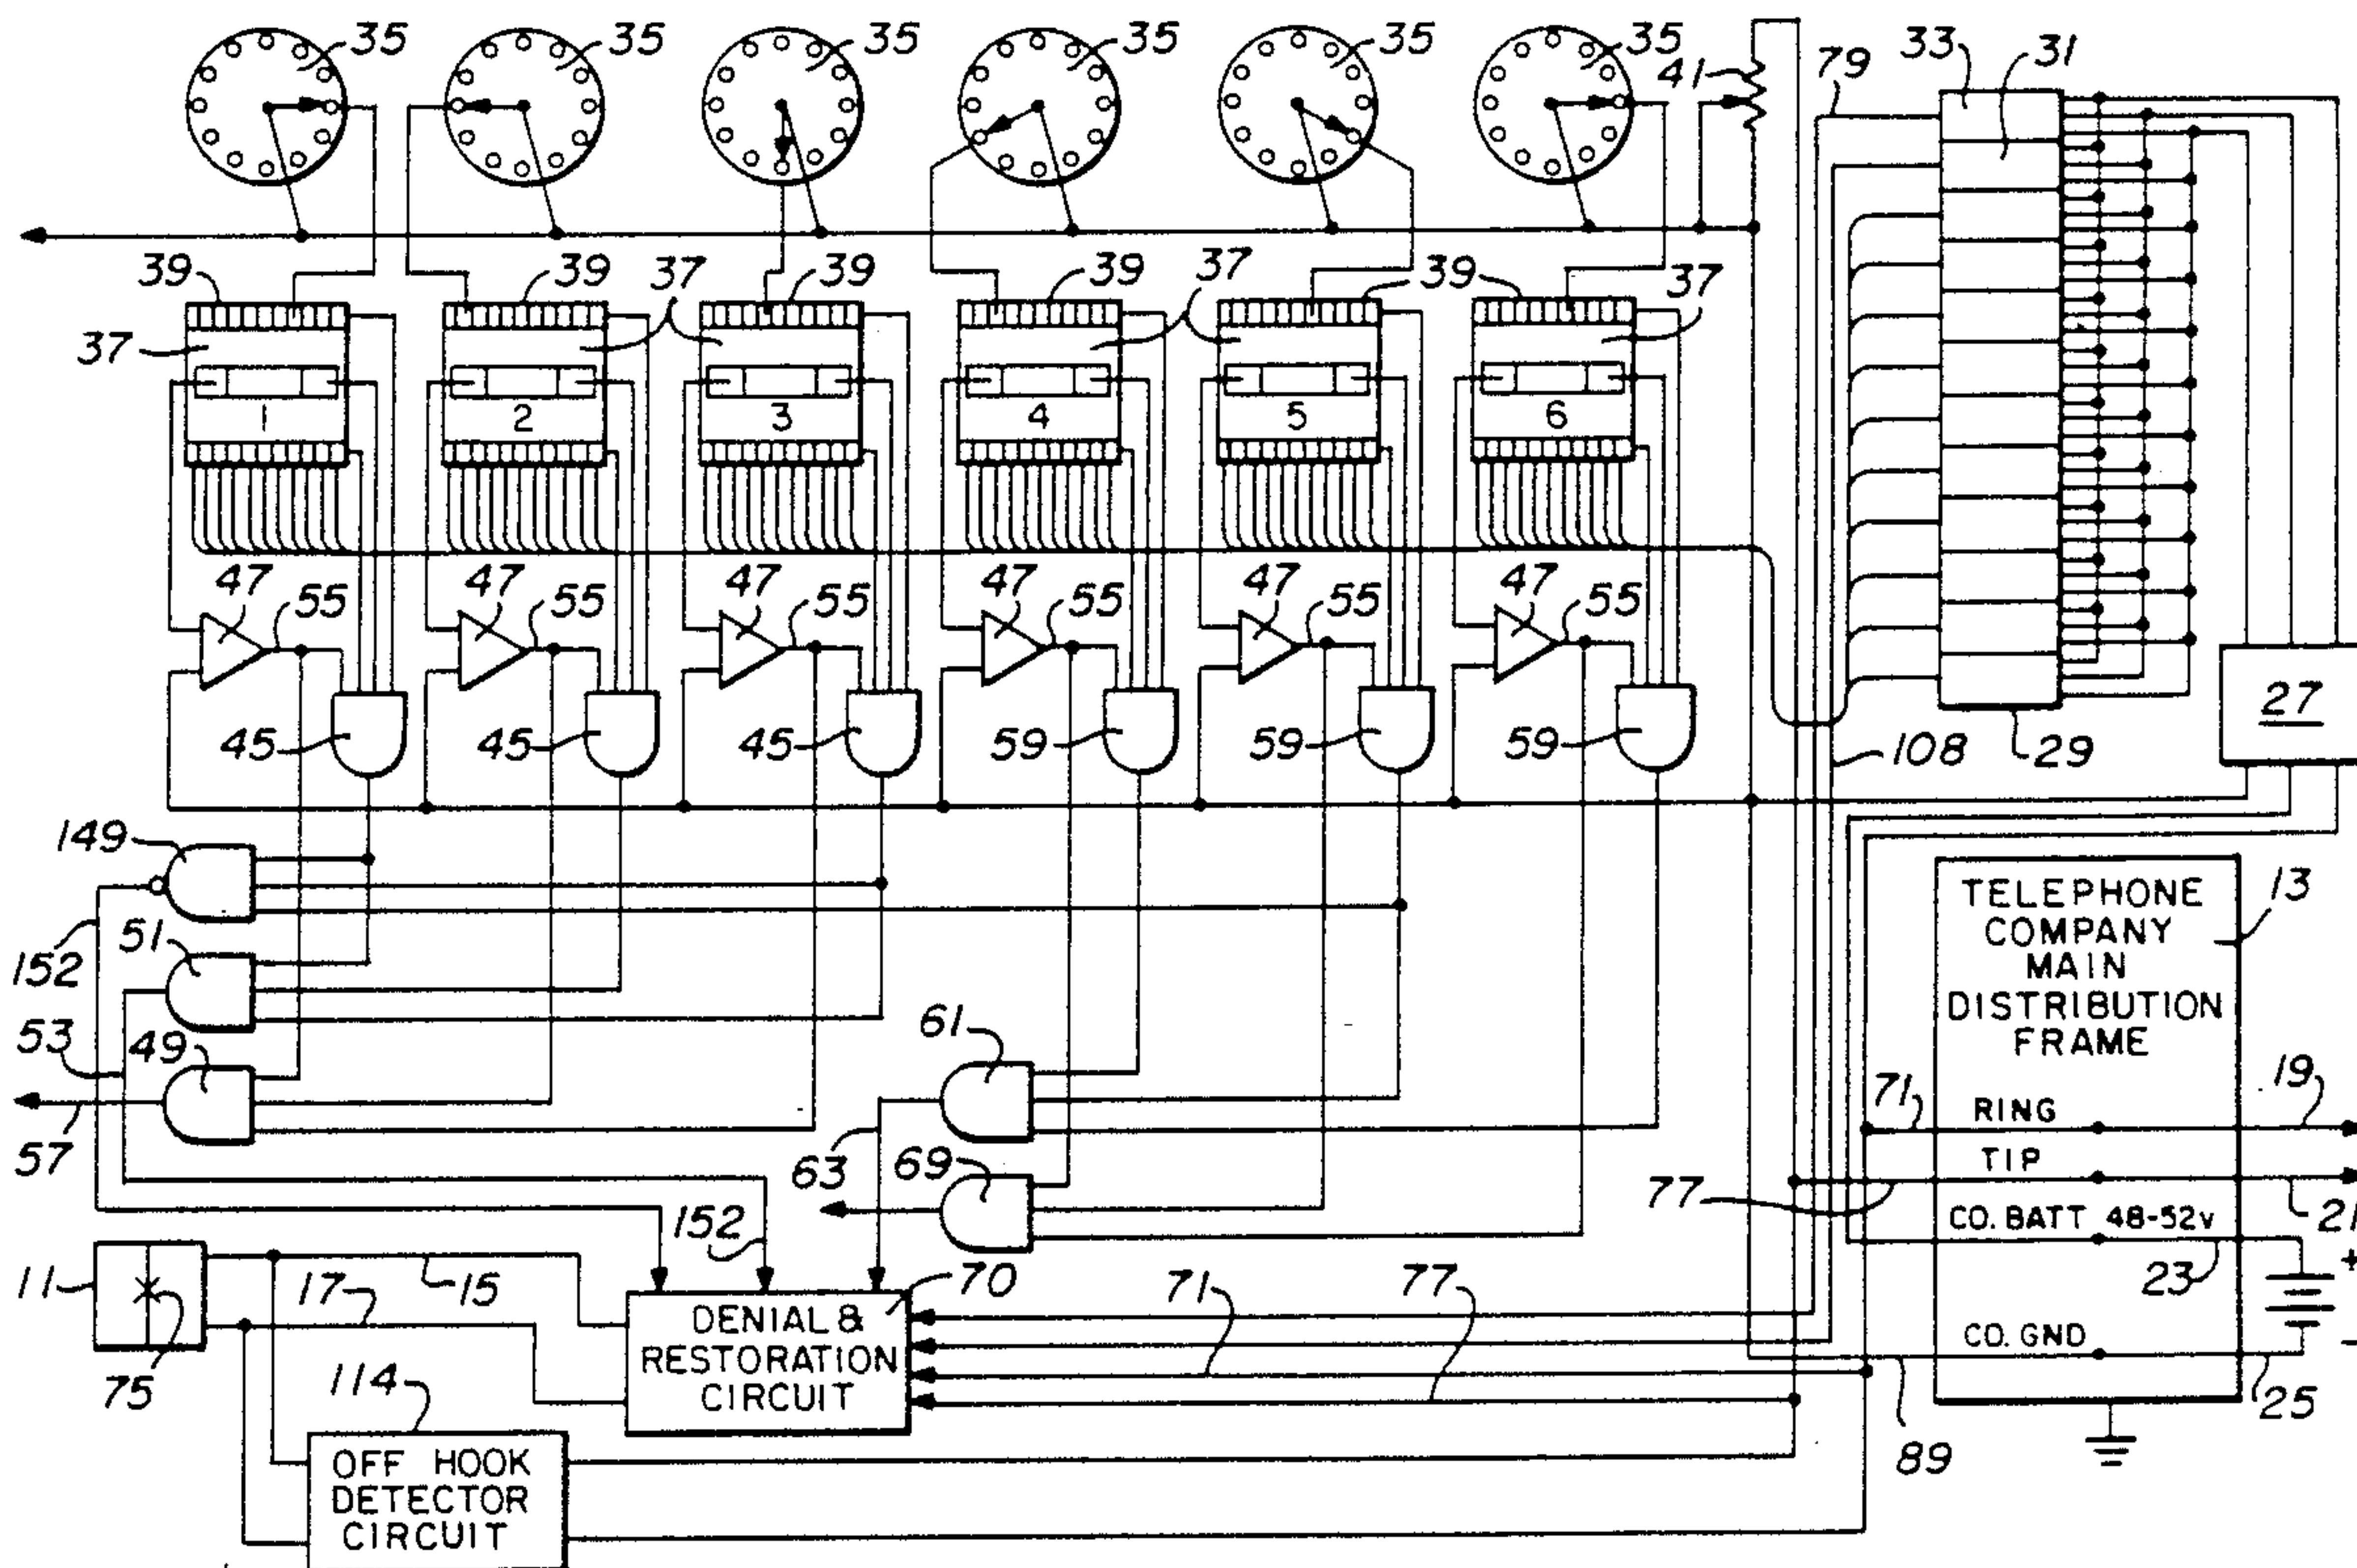 35 35 35 35 35 35 41 79 33 31
39 39 37 39 39 37 39 37
37
1 2 3 4 5 6
47 55 47 55 47 55 47 55 47 55 47 55
45 45 45 59 59 59 108 29 27
149
TELEPHONE
COMPANY
MAIN
DISTRIBUTION
FRAME
13
51
152
53 49
61
71 RING 19
57
63 69
TIP
77
21
152
CO. BATT 48-52v
+
23
11 17 15
70
71 77
DENIAL &
RESTORATION
CIRCUIT
CO. GND
-
75
114
25
89
OFF HOOK
DETECTOR
CIRCUIT